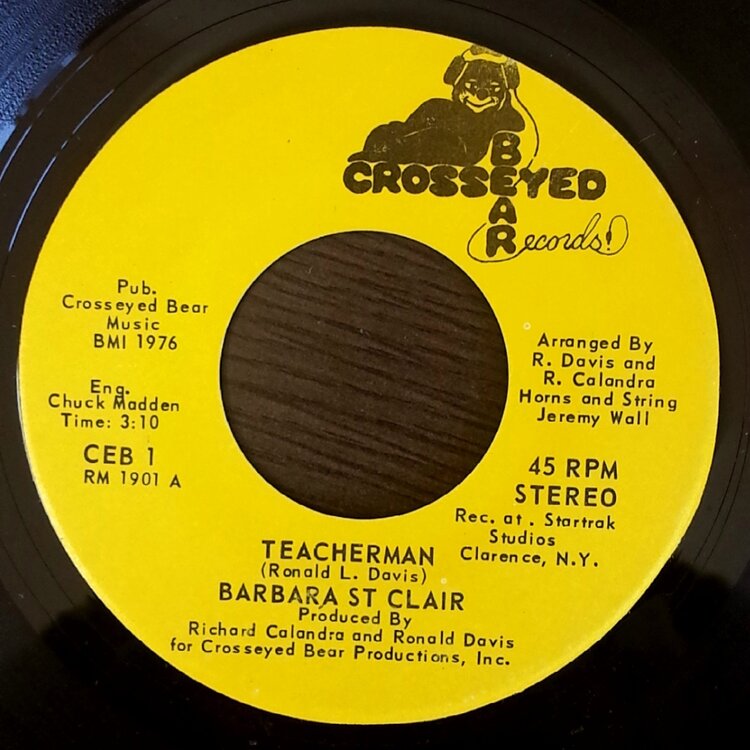 CROSSEYED
BEAR
Records!
Pub.
Crosseyed Bear
Music
BMI 1976
Eng.
Chuck Madden
Time: 3:10
CEB 1
RM 1901 A
Arranged By
R. Davis and
R. Calandra
Horns and String
Jeremy Wall
45 RPM
STEREO
Rec. at . Startrak
Studios
Clarence, N.Y.
TEACHERMAN
(Ronald L. Davis)
BARBARA ST CLAIR
Produced By
Richard Calandra and Ronald Davis
for Crosseyed Bear Productions, Inc.